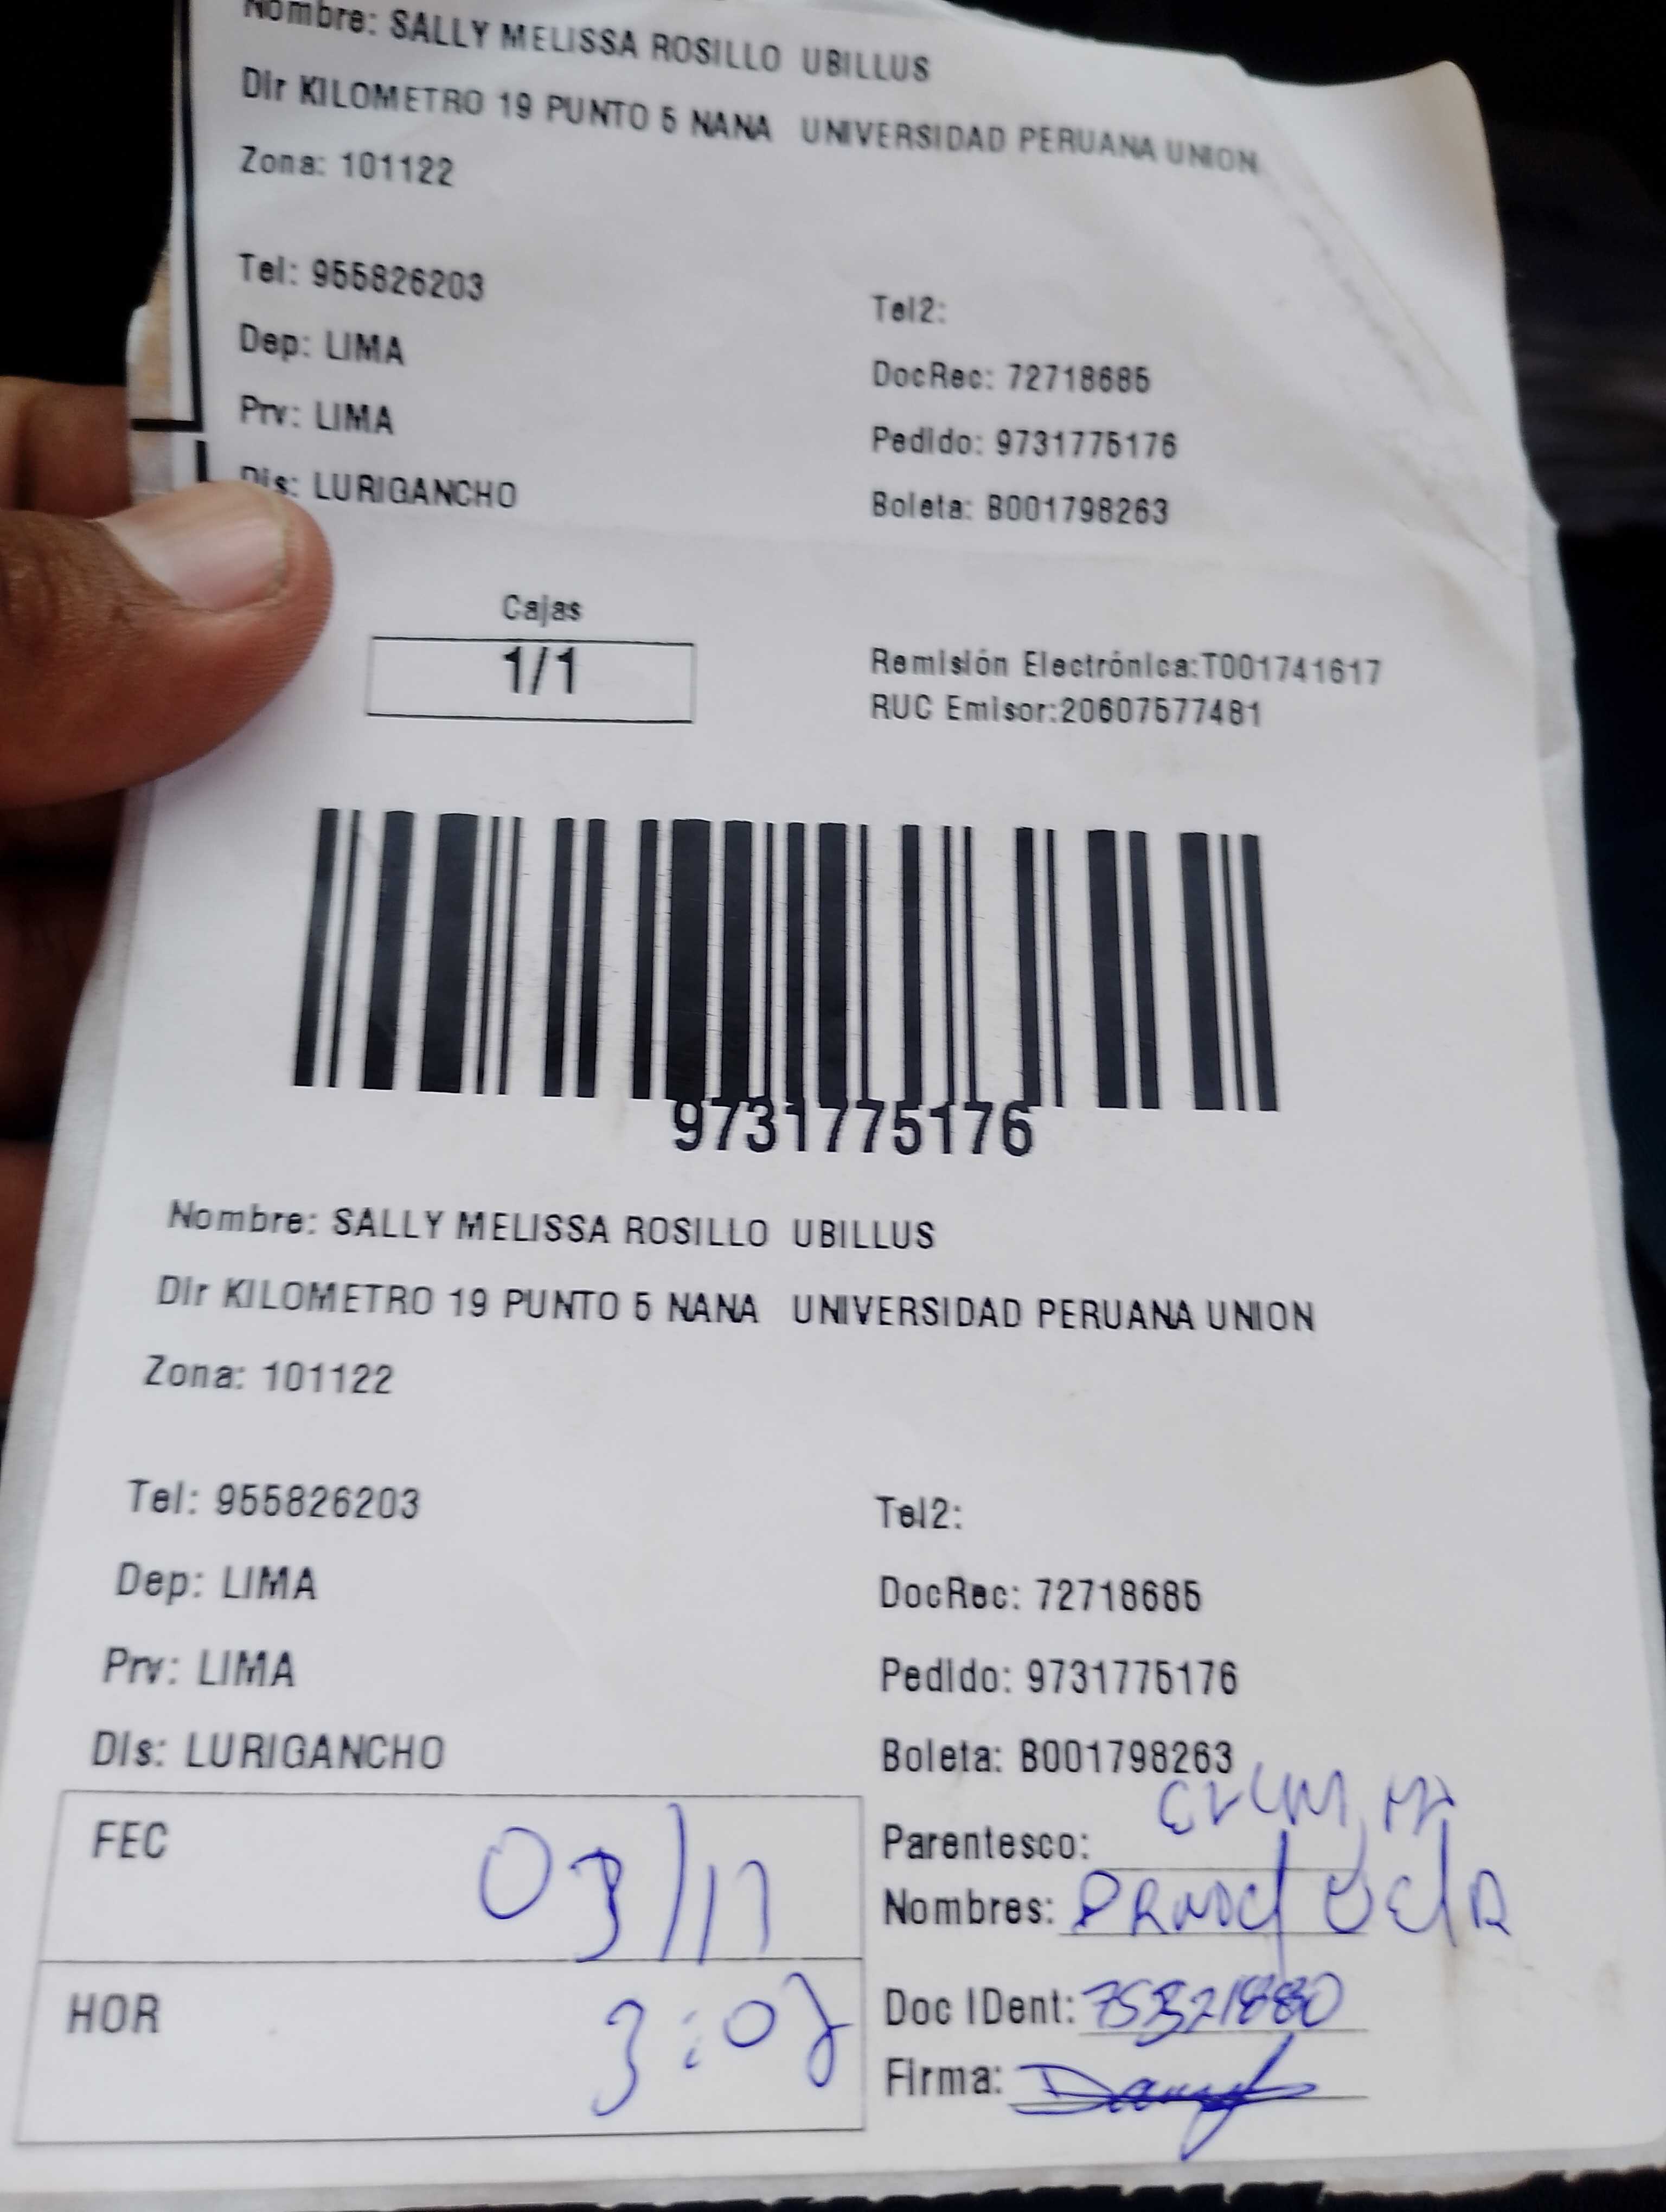 Nombre: SALLY MELISSA ROSILLO UBILLUS
Dir KILOMETRO 19 PUNTO 5 NANA UNIVERSIDAD PERUANA UNION
Zona: 101122
Tel: 955826203
Tel2:
Dep: LIMA
DocRec: 72718685
Prv: LIMA
Pedido: 9731775176
Dis: LURIGANCHO
Boleta: B001798263
Cajas
1/1
Remisión Electrónica:T001741617
RUC Emisor:20607577481
9731775176
Nombre: SALLY MELISSA ROSILLO UBILLUS
Dir KILOMETRO 19 PUNTO 5 NANA UNIVERSIDAD PERUANA UNION
Zona: 101122
Tel: 955826203
Tel2:
Dep: LIMA
DocRec: 72718685
Prv: LIMA
Pedido: 9731775176
Dis: LURIGANCHO
Boleta: B001798263
FEC 03/11
Parentesco:
Nombres:
HOR 3:07
Doc IDent:
Firma: